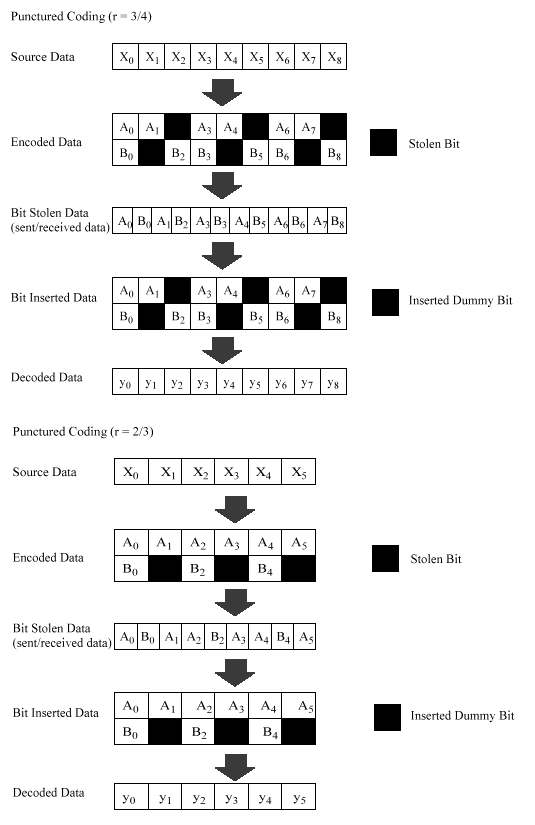 Punctured Coding (r = 3/4)
Source Data X₀ X₁ X₂ X₃ X₄ X₅ X₆ X₇ X₈
A₀ A₁ A₃ A₄ A₆ A₇
Encoded Data Stolen Bit
B₀ B₂ B₃ B₅ B₆ B₈
Bit Stolen Data
(sent/received data) A₀ B₀ A₁ B₂ A₃ B₃ A₄ B₅ A₆ B₆ A₇ B₈
A₀ A₁ A₃ A₄ A₆ A₇
Bit Inserted Data Inserted Dummy Bit
B₀ B₂ B₃ B₅ B₆ B₈
Decoded Data y₀ y₁ y₂ y₃ y₄ y₅ y₆ y₇ y₈
Punctured Coding (r = 2/3)
Source Data X₀ X₁ X₂ X₃ X₄ X₅
A₀ A₁ A₂ A₃ A₄ A₅
Encoded Data Stolen Bit
B₀ B₂ B₄
Bit Stolen Data
(sent/received data) A₀ B₀ A₁ A₂ B₂ A₃ A₄ B₄ A₅
A₀ A₁ A₂ A₃ A₄ A₅
Bit Inserted Data Inserted Dummy Bit
B₀ B₂ B₄
Decoded Data y₀ y₁ y₂ y₃ y₄ y₅